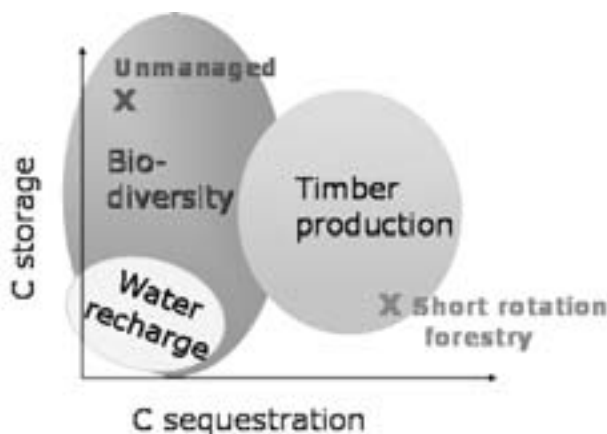 Unmanaged
X
Bio-
diversity
Timber
production
C storage
Water
recharge
X Short rotation
forestry
C sequestration